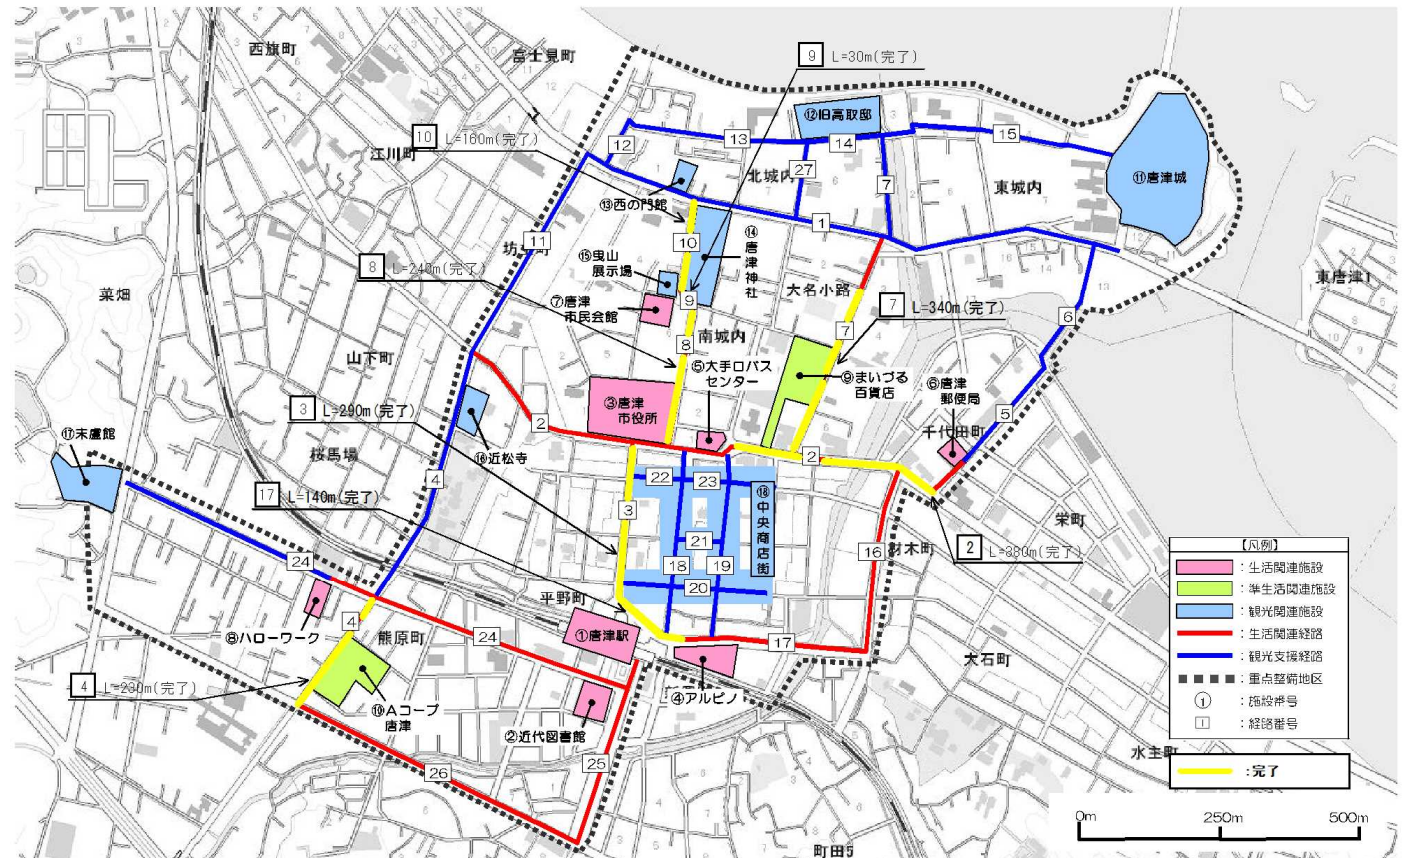 西旗町
富士見町
9 L=30m(完了)
⑫旧高取邸
10 L=160m(完了)
江川町
12
13
14
15
27
7
北城内
東城内
⑪唐津城
⑬西の門館
1
11
坊主町
10
⑭唐津神社
⑮曳山
展示場
8 L=240m(完了)
大名小路
東唐津1
菜畑
⑦唐津
市民会館
9
7 L=340m(完了)
7
6
南城内
8
山下町
⑤大手口バス
センター
⑨まいづる
百貨店
⑥唐津
郵便局
3 L=290m(完了)
③唐津
市役所
2
5
千代田町
⑰末盧館
桜馬場
⑯近松寺
2
4
22
23
⑱中央商店街
17 L=140m(完了)
3
栄町
材木町
2 L=380m(完了)
21
16
18
19
24
20
平野町
⑧ハローワーク
4
熊原町
24
①唐津駅
17
大石町
4 L=230m(完了)
⑩Aコープ
唐津
④アルピノ
②近代図書館
25
26
水主町
町田5
【凡例】
：生活関連施設
：準生活関連施設
：観光関連施設
：生活関連経路
：観光支援経路
：重点整備地区
① ：施設番号
1 ：経路番号
：完了
0m 250m 500m